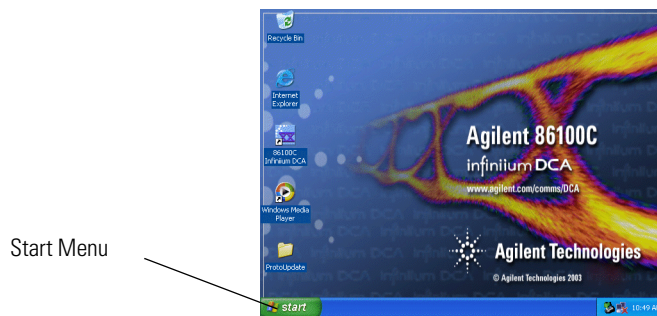 Recycle Bin
Internet
Explorer
86100C
Infiniium DCA
Windows Media
Player
ProtoUpdate
Agilent 86100C
infiniium DCA
www.agilent.com/comms/DCA
Agilent Technologies
© Agilent Technologies 2003
Start Menu
start
10:49 AM